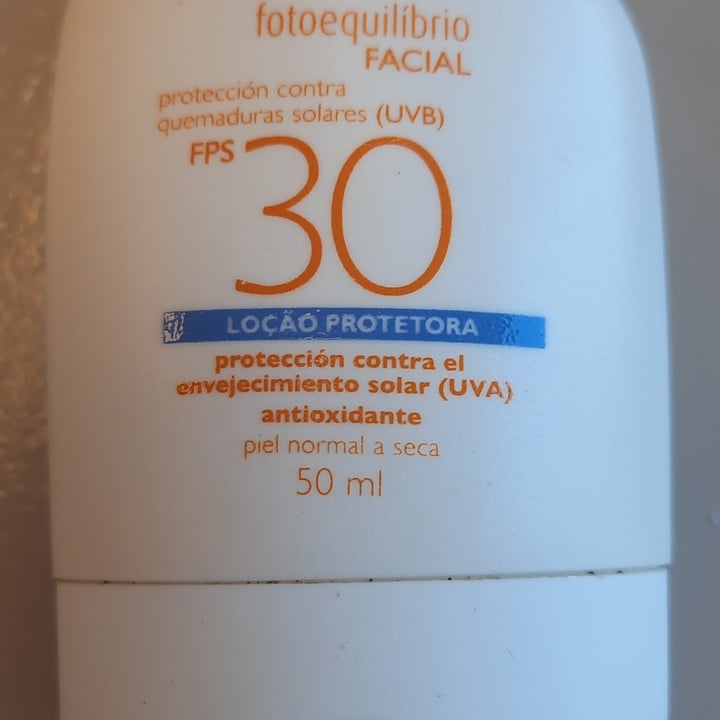 fotoequilíbrio
FACIAL
protección contra
quemaduras solares (UVB)
FPS 30
LOÇÃO PROTETORA
protección contra el
envejecimiento solar (UVA)
antioxidante
piel normal a seca
50 ml